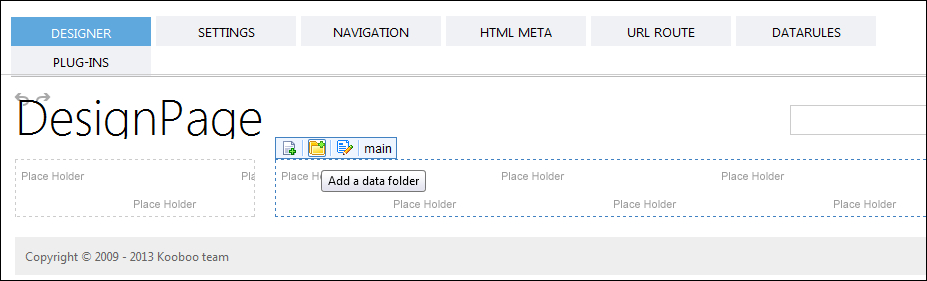 DESIGNER SETTINGS NAVIGATION HTML META URL ROUTE DATARULES
PLUG-INS
DesignPage
main
Place Holder Pla Place H Place Holder Place Holder
Add a data folder
Place Holder Place Holder Place Holder Place Holder
Copyright © 2009 - 2013 Kooboo team